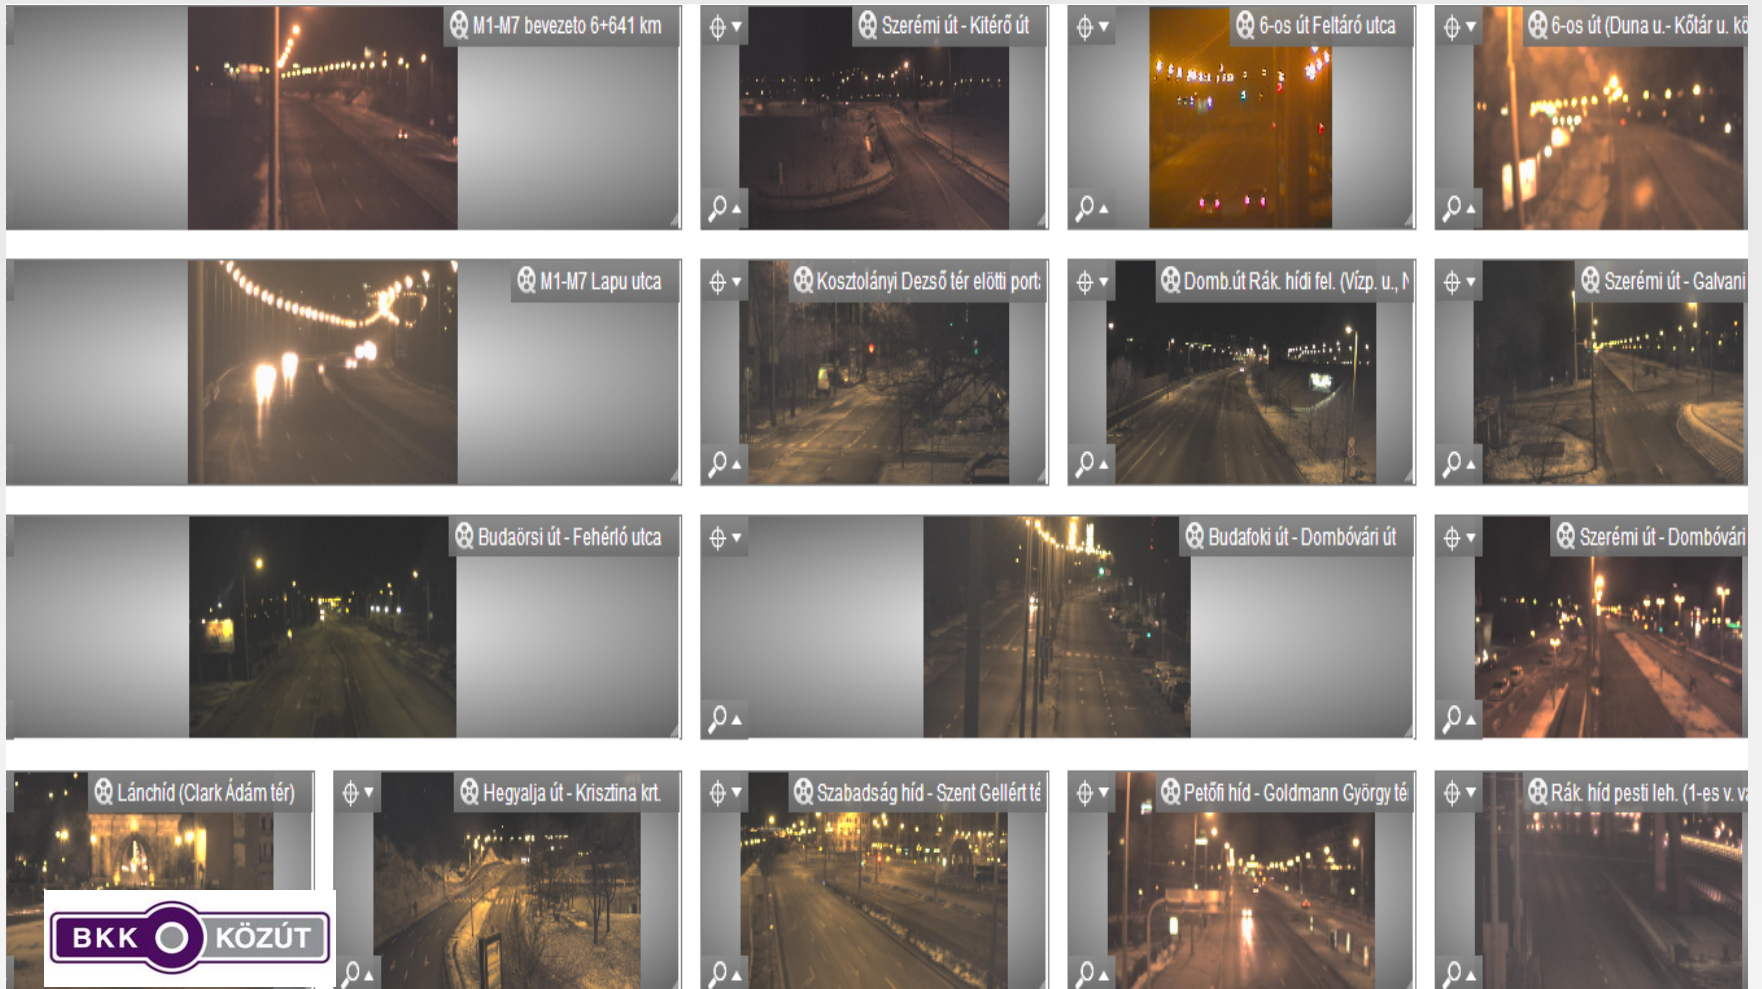 M1-M7 bevezeto 6+641 km
Szerémi út - Kitérő út
6-os út Feltáró utca
6-os út (Duna u.- Kőtár u. kö
M1-M7 Lapu utca
Kosztolányi Dezső tér elötti port
Domb.út Rák. hídi fel. (Vízp. u., N
Szerémi út - Galvani
Budaörsi út - Fehérló utca
Budafoki út - Dombóvári út
Szerémi út - Dombóvári
Lánchíd (Clark Ádám tér)
Hegyalja út - Krisztina krt.
Szabadság híd - Szent Gellért té
Petőfi híd - Goldmann György té
Rák. híd pesti leh. (1-es v. va
BKK KÖZÚT